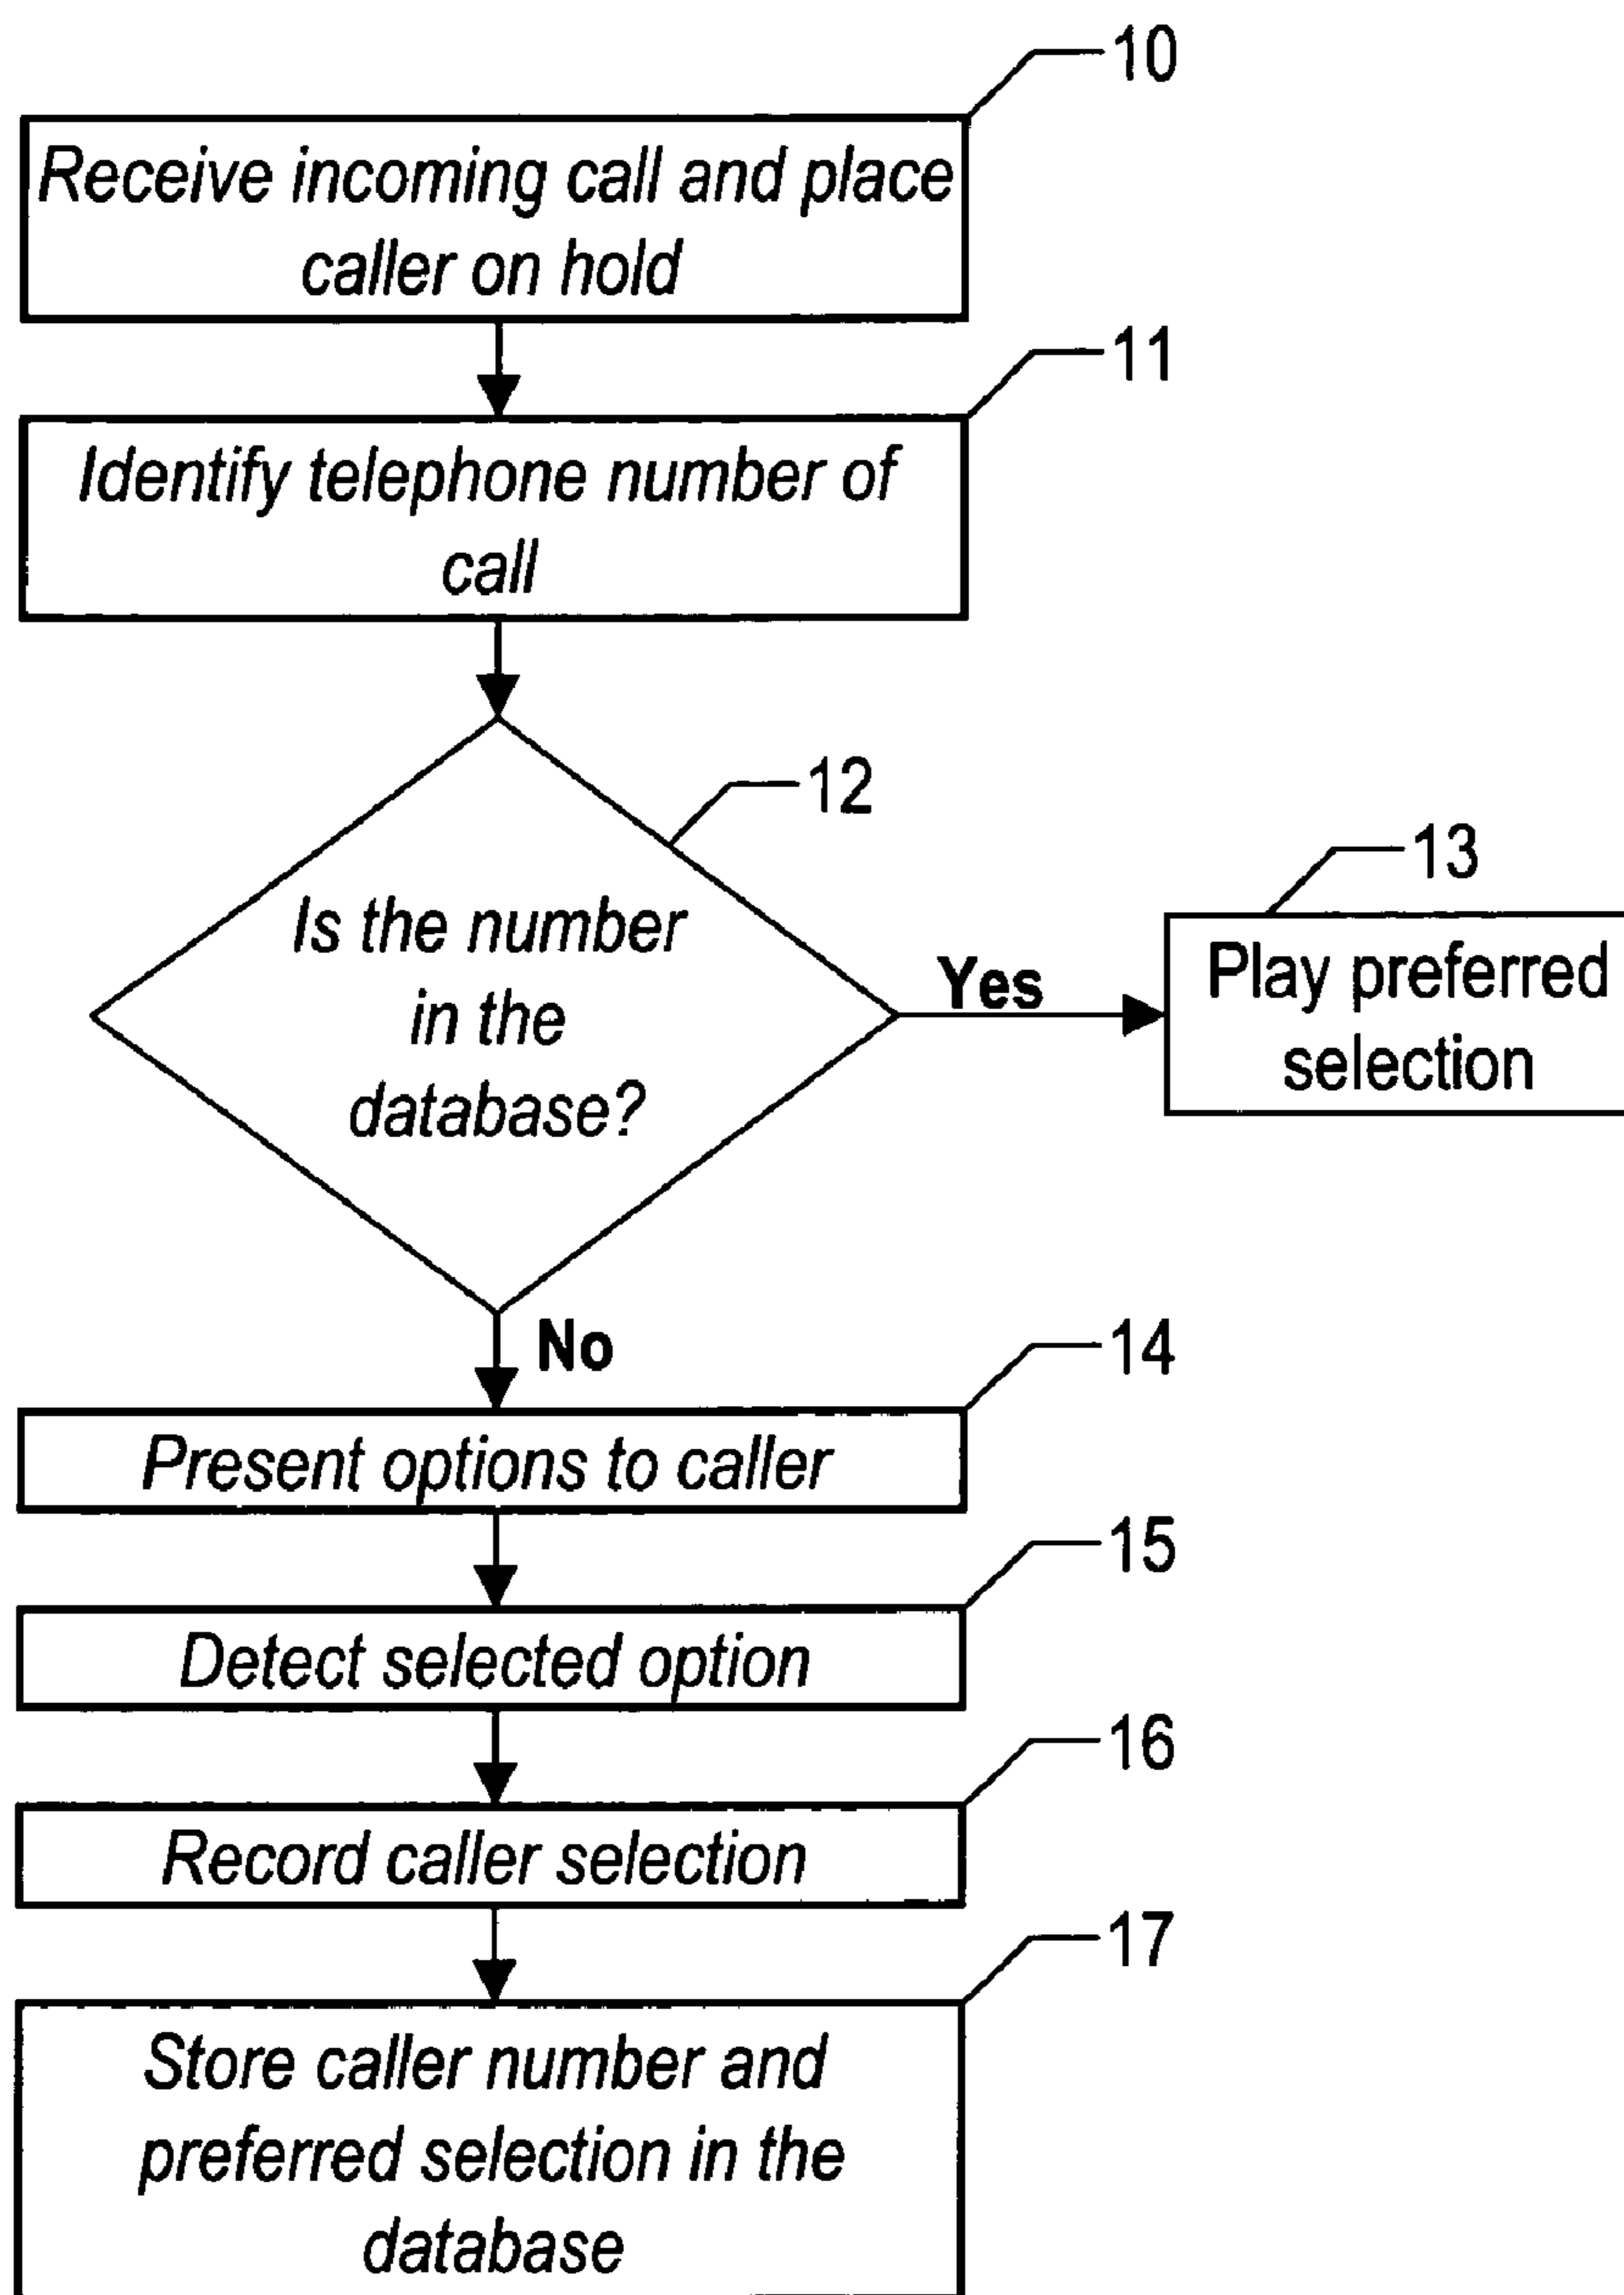 10
Receive incoming call and place
caller on hold
11
Identify telephone number of
call
12
Is the number
in the
database?
Yes
13
Play preferred
selection
No
14
Present options to caller
15
Detect selected option
16
Record caller selection
17
Store caller number and
preferred selection in the
database